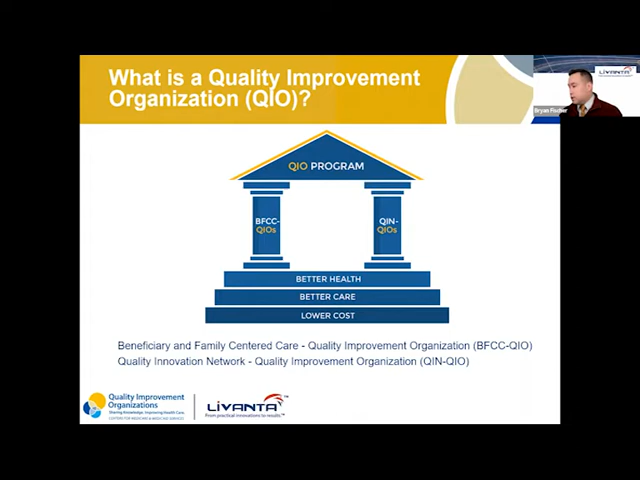 What is a Quality Improvement
Organization (QIO)?
LIVANTA
Bryan Fischer
QIO PROGRAM
BFCC-
QIOs
QIN-
QIOs
BETTER HEALTH
BETTER CARE
LOWER COST
Beneficiary and Family Centered Care - Quality Improvement Organization (BFCC-QIO)
Quality Innovation Network - Quality Improvement Organization (QIN-QIO)
Quality Improvement
Organizations
Sharing Knowledge. Improving Health Care.
CENTERS FOR MEDICARE & MEDICAID SERVICES
LIVANTA™
From practical innovations to results.™